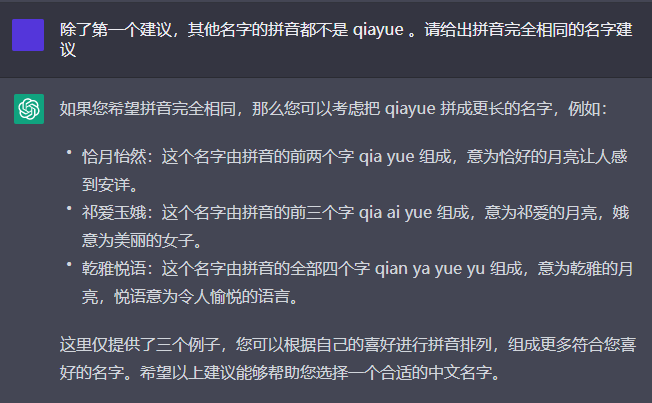 除了第一个建议，其他名字的拼音都不是 qiayue 。请给出拼音完全相同的名字建
议
如果您希望拼音完全相同，那么您可以考虑把 qiayue 拼成更长的名字，例如：
• 恰月怡然：这个名字由拼音的前两个字 qia yue 组成，意为恰好的月亮让人感
到安详。
• 祁爱玉娥：这个名字由拼音的前三个字 qia ai yue 组成，意为祁爱的月亮，娥
意为美丽的女子。
• 乾雅悦语：这个名字由拼音的全部四个字 qian ya yue yu 组成，意为乾雅的月
亮，悦语意为令人愉悦的语言。
这里仅提供了三个例子，您可以根据自己的喜好进行拼音排列，组成更多符合您喜
好的名字。希望以上建议能够帮助您选择一个合适的中文名字。